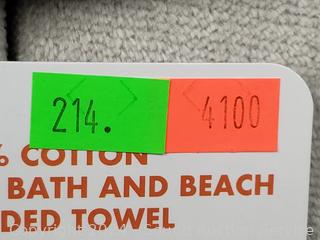 214. 4100
% COTTON
BATH AND BEACH
DED TOWEL